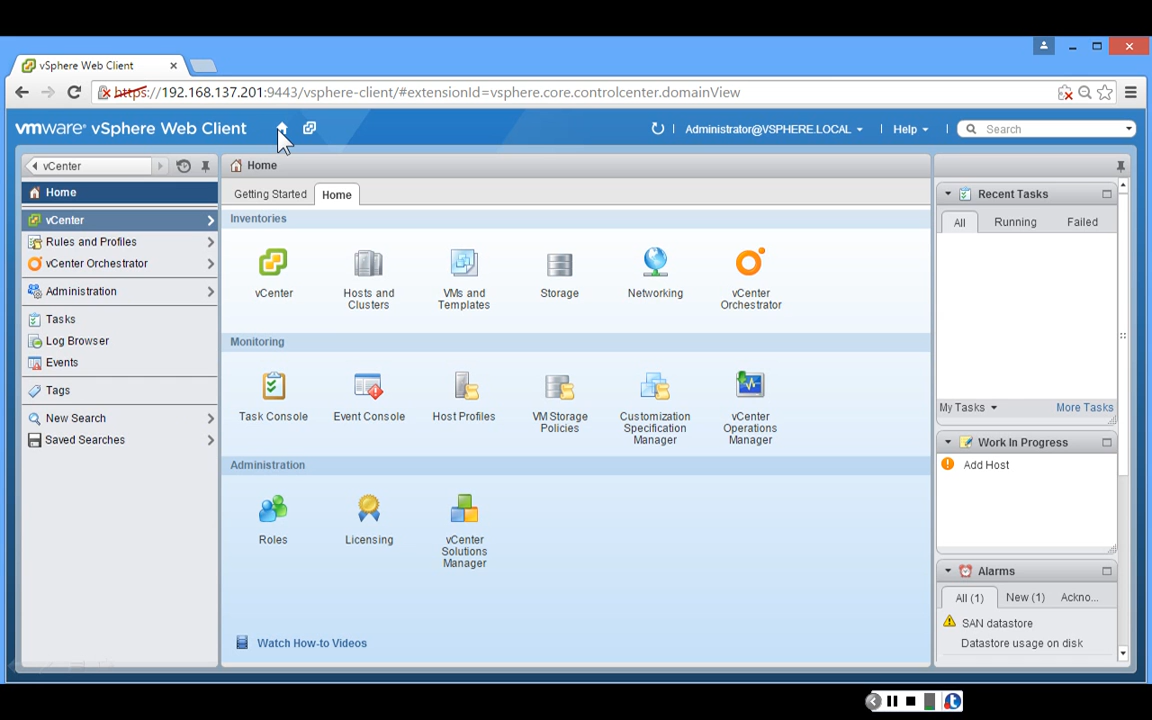 vSphere Web Client
https://192.168.137.201:9443/vsphere-client/#extensionId=vsphere.core.controlcenter.domainView
vmware® vSphere Web Client
Administrator@VSPHERE.LOCAL
Help
Search
vCenter
Home
Recent Tasks
Home
Getting Started
Home
vCenter
Inventories
All
Running
Failed
Rules and Profiles
vCenter Orchestrator
Administration
Tasks
Log Browser
Events
Tags
New Search
Saved Searches
vCenter
Hosts and
Clusters
VMs and
Templates
Storage
Networking
vCenter
Orchestrator
Monitoring
Task Console
Event Console
Host Profiles
VM Storage
Policies
Customization
Specification
Manager
vCenter
Operations
Manager
Administration
Roles
Licensing
vCenter
Solutions
Manager
Watch How-to Videos
My Tasks
More Tasks
Work In Progress
Add Host
Alarms
All (1)
New (1)
Ackno...
SAN datastore
Datastore usage on disk